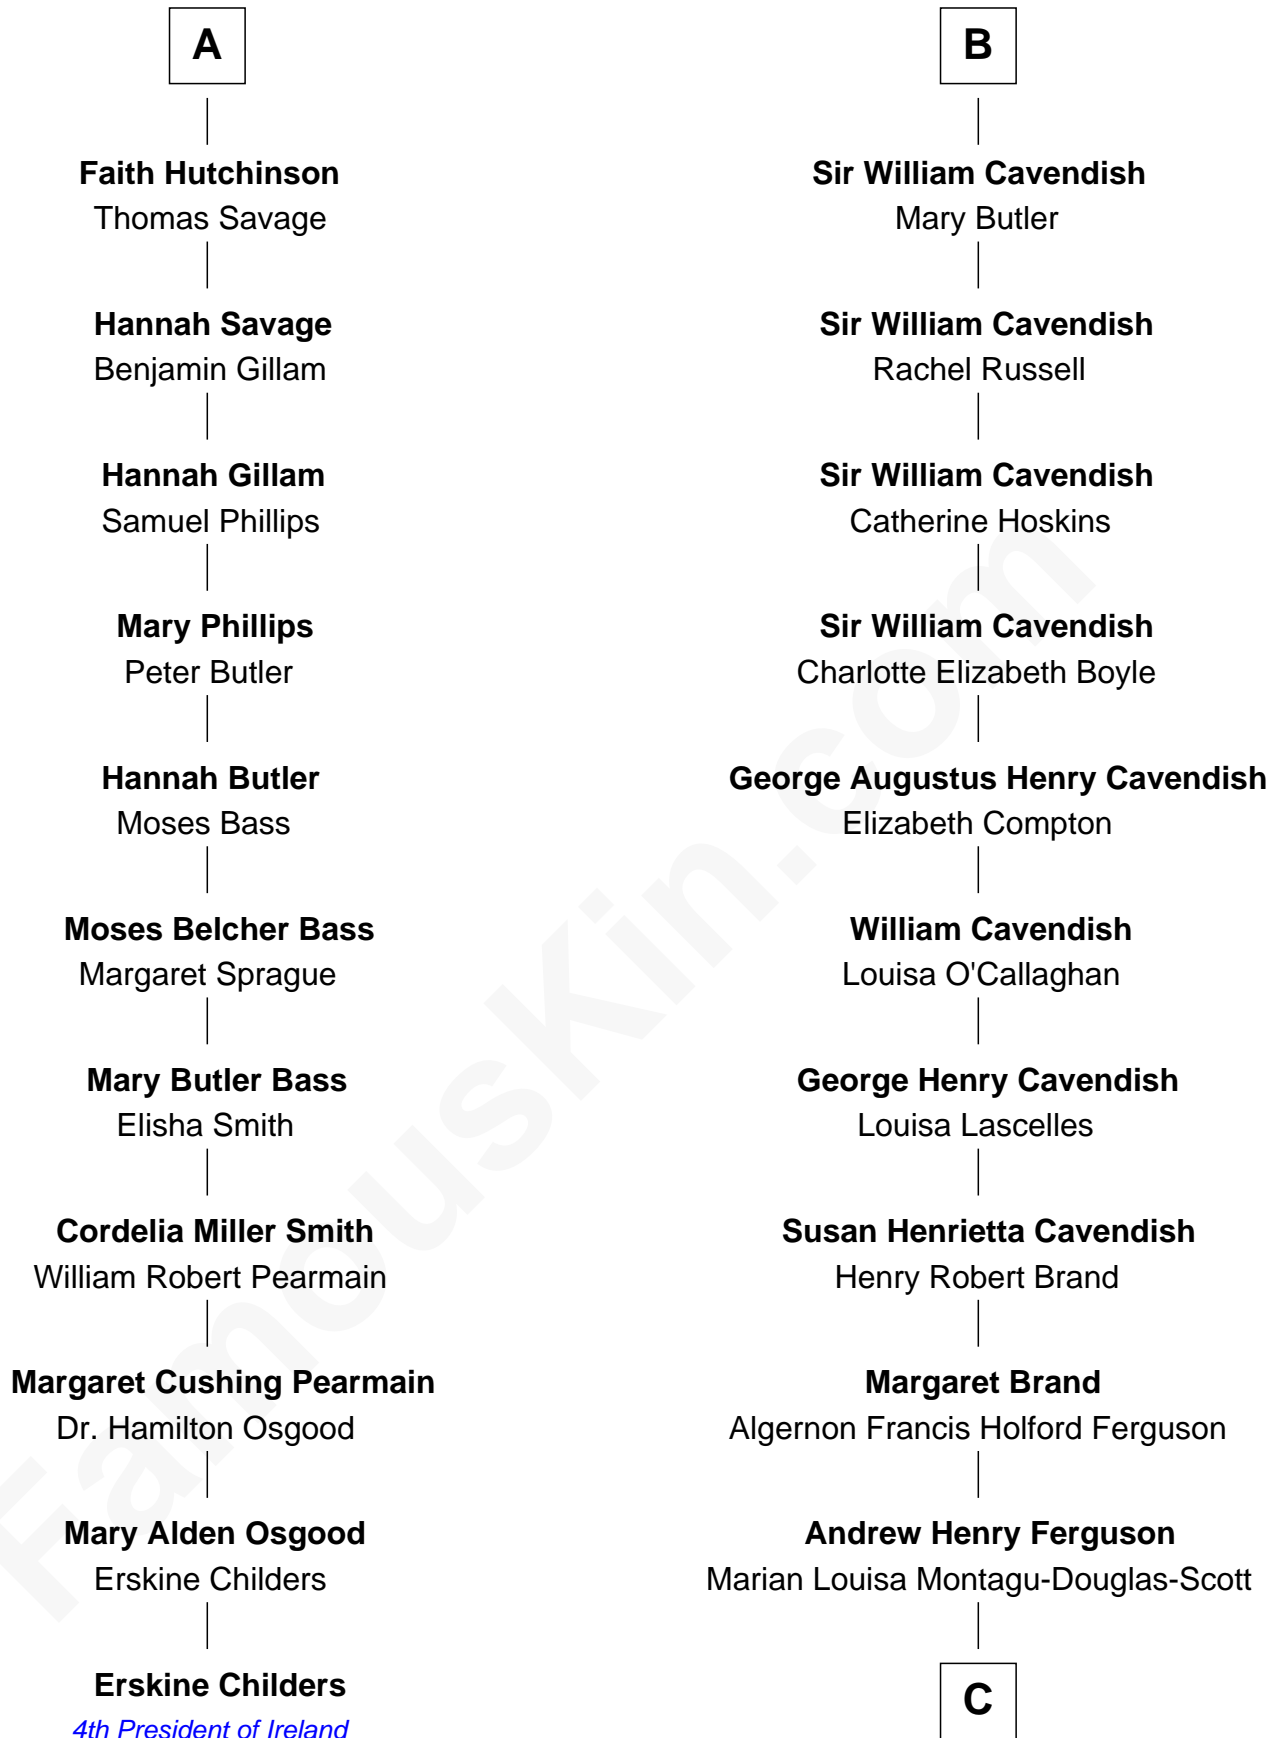 A
Faith Hutchinson
Thomas Savage
Hannah Savage
Benjamin Gillam
Hannah Gillam
Samuel Phillips
Mary Phillips
Peter Butler
Hannah Butler
Moses Bass
Moses Belcher Bass
Margaret Sprague
Mary Butler Bass
Elisha Smith
Cordelia Miller Smith
William Robert Pearmain
Margaret Cushing Pearmain
Dr. Hamilton Osgood
Mary Alden Osgood
Erskine Childers
Erskine Childers
4th President of Ireland
B
Sir William Cavendish
Mary Butler
Sir William Cavendish
Rachel Russell
Sir William Cavendish
Catherine Hoskins
Sir William Cavendish
Charlotte Elizabeth Boyle
George Augustus Henry Cavendish
Elizabeth Compton
William Cavendish
Louisa O'Callaghan
George Henry Cavendish
Louisa Lascelles
Susan Henrietta Cavendish
Henry Robert Brand
Margaret Brand
Algernon Francis Holford Ferguson
Andrew Henry Ferguson
Marian Louisa Montagu-Douglas-Scott
C
FamousKin.com